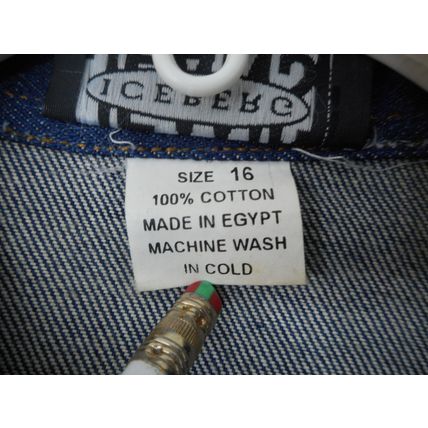 ICEBERG
SIZE 16
100% COTTON
MADE IN EGYPT
MACHINE WASH
IN COLD